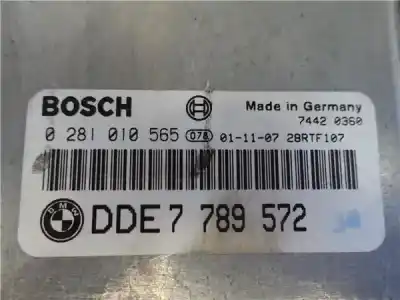 BOSCH
Made in Germany
7442 0360
0 281 010 565 078 01-11-07 28RTF107
BMW
DDE 7 789 572